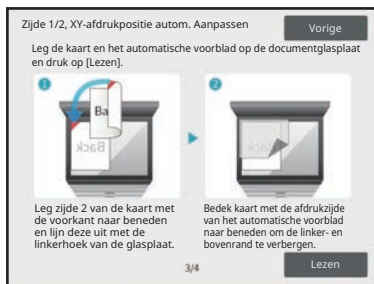 Zijde 1/2, XY-afdrukpositie autom. Aanpassen
Vorige
Leg de kaart en het automatische voorblad op de documentglasplaat
en druk op [Lezen].
1
2
Ba
Back
Back
Leg zijde 2 van de kaart met
de voorkant naar beneden
en lijn deze uit met de
linkerhoek van de glasplaat.
Bedek kaart met de afdrukzijde
van het automatische voorblad
naar beneden om de linker- en
bovenrand te verbergen.
3/4
Lezen